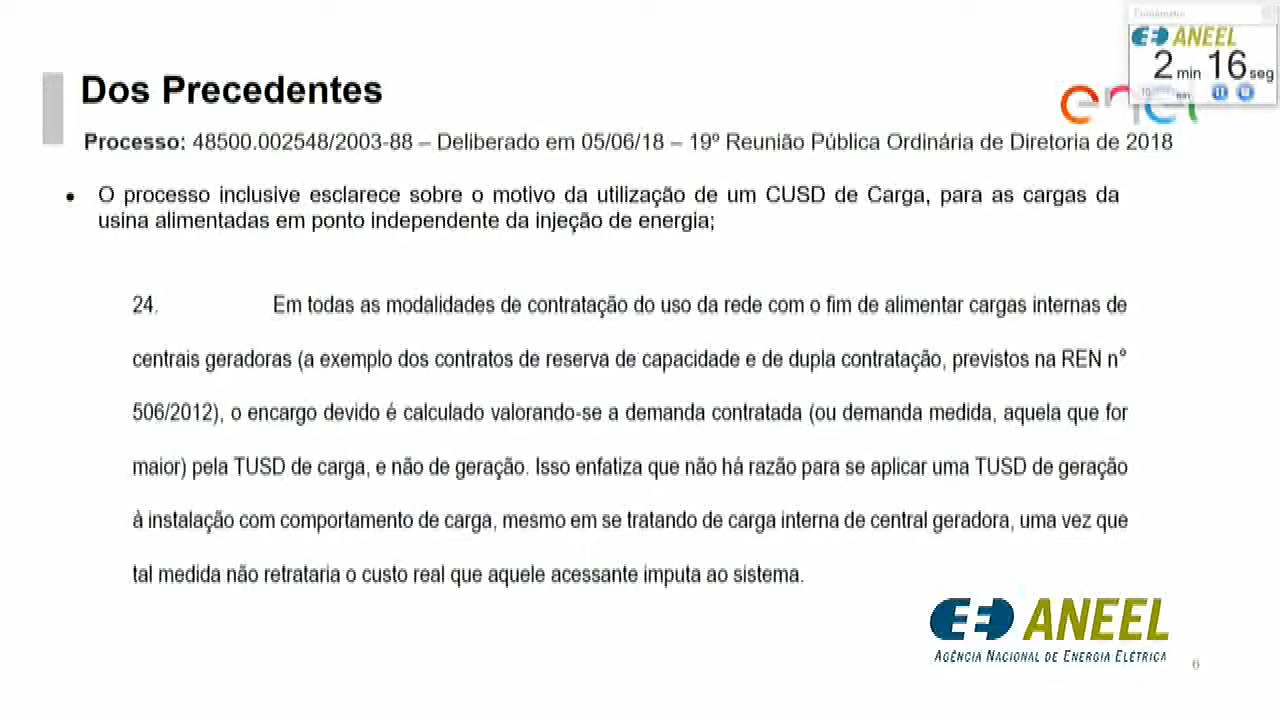 Cronômetro
ANEEL
2 min 16 seg
Dos Precedentes
enel
Processo: 48500.002548/2003-88 – Deliberado em 05/06/18 – 19º Reunião Pública Ordinária de Diretoria de 2018
• O processo inclusive esclarece sobre o motivo da utilização de um CUSD de Carga, para as cargas da
usina alimentadas em ponto independente da injeção de energia;
24. Em todas as modalidades de contratação do uso da rede com o fim de alimentar cargas internas de
centrais geradoras (a exemplo dos contratos de reserva de capacidade e de dupla contratação, previstos na REN n°
506/2012), o encargo devido é calculado valorando-se a demanda contratada (ou demanda medida, aquela que for
maior) pela TUSD de carga, e não de geração. Isso enfatiza que não há razão para se aplicar uma TUSD de geração
à instalação com comportamento de carga, mesmo em se tratando de carga interna de central geradora, uma vez que
tal medida não retrataria o custo real que aquele acessante imputa ao sistema.
ANEEL
AGÊNCIA NACIONAL DE ENERGIA ELÉTRICA
6